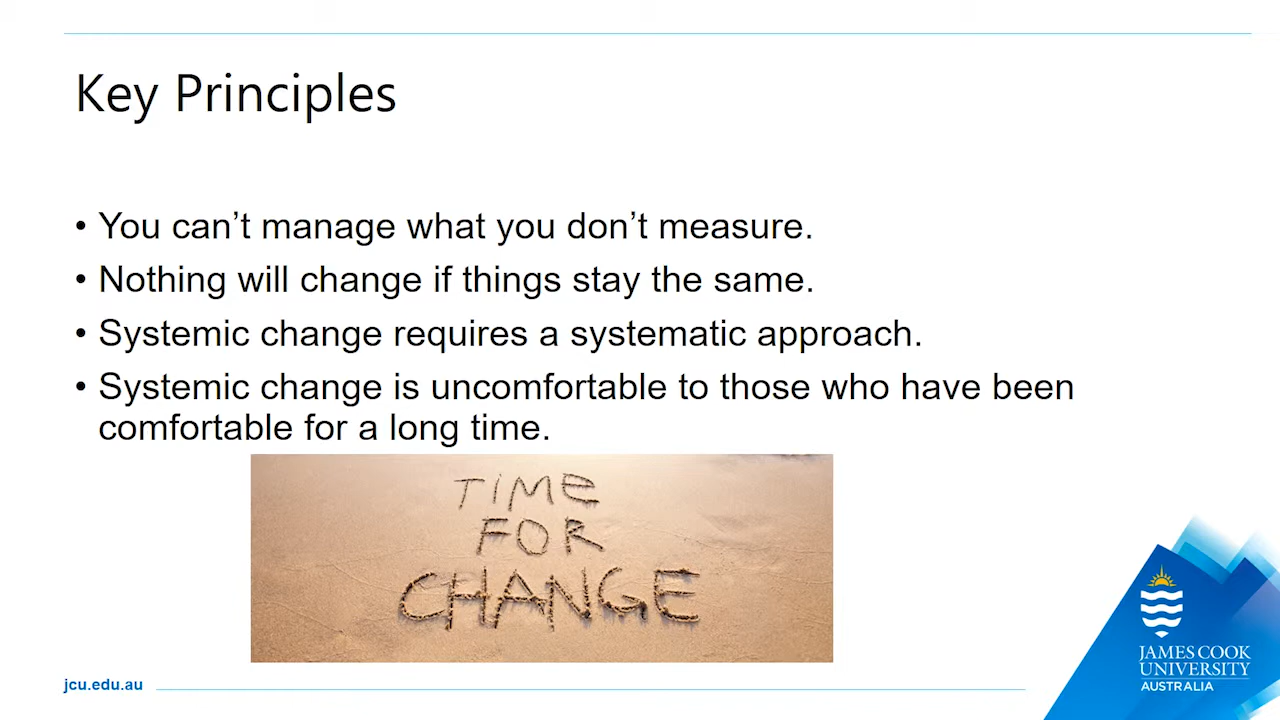 Key Principles
• You can’t manage what you don’t measure.
• Nothing will change if things stay the same.
• Systemic change requires a systematic approach.
• Systemic change is uncomfortable to those who have been
comfortable for a long time.
TIME
FOR
CHANGE
jcu.edu.au
JAMES COOK
UNIVERSITY
AUSTRALIA